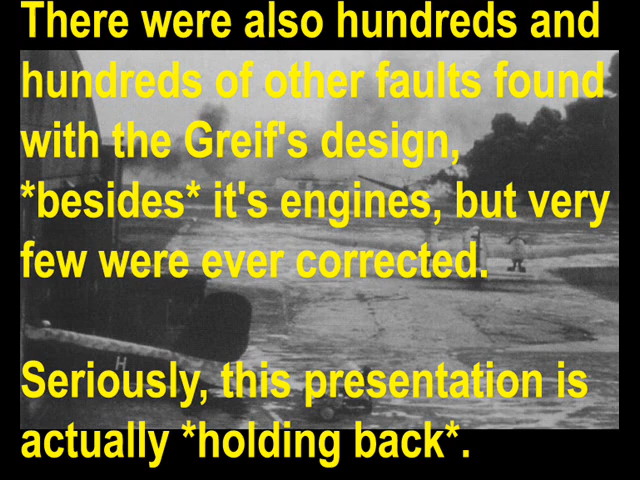 There were also hundreds and
hundreds of other faults found
with the Greif's design,
*besides* it's engines, but very
few were ever corrected.
Seriously, this presentation is
actually *holding back*.
H